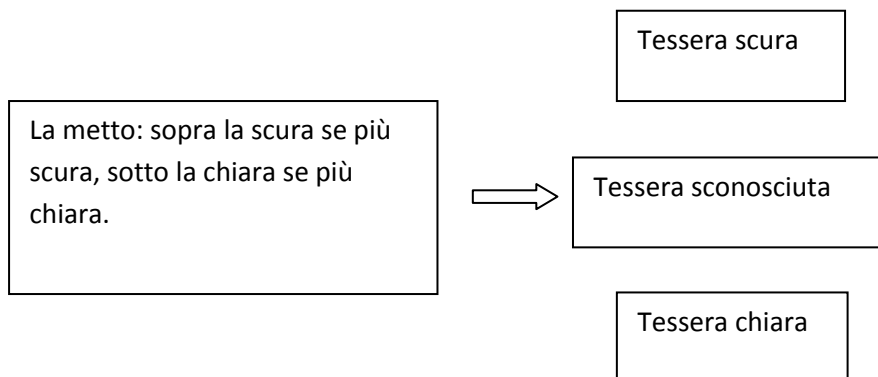 Tessera scura
La metto: sopra la scura se più
scura, sotto la chiara se più
chiara.
Tessera sconosciuta
Tessera chiara